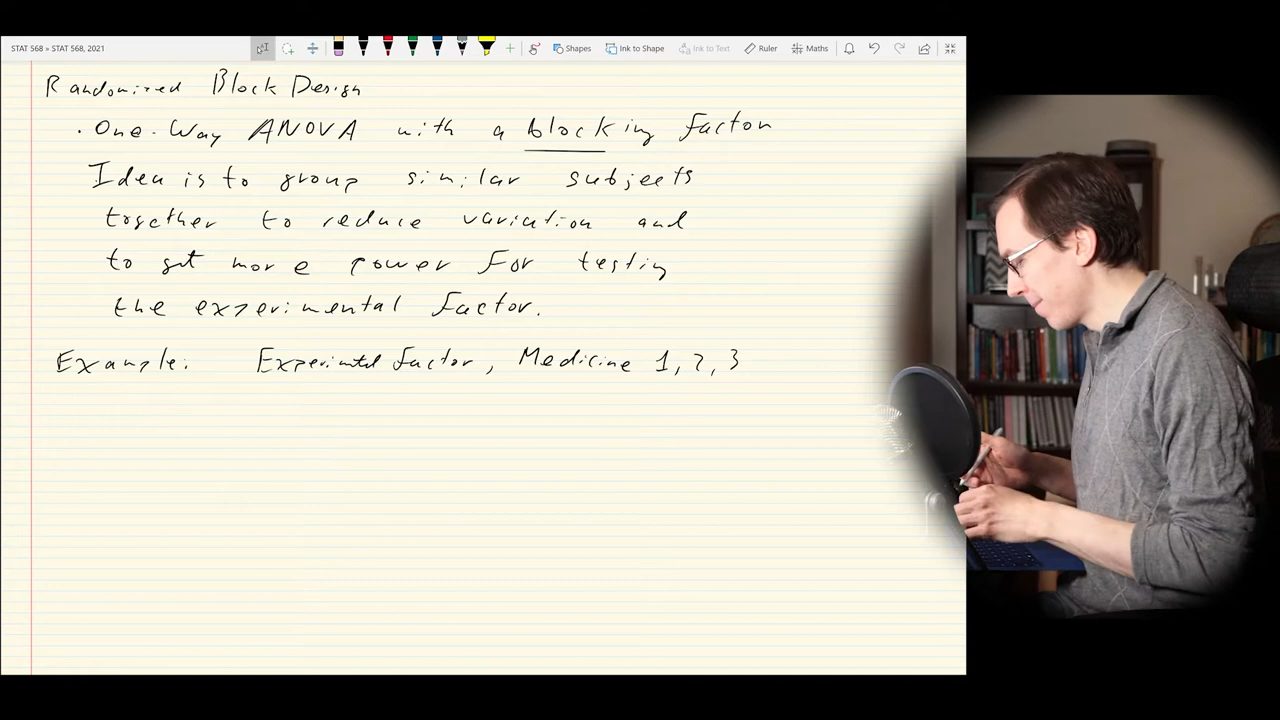 STAT 568 » STAT 568, 2021
Shapes Ink to Shape Ink to Text Ruler Maths
Randomized Block Design
· One-Way ANOVA with a blocking factor
Idea is to group similar subjects
together to reduce variation and
to get more power for testing
the experimental factor.
Example: Experimental factor, Medicine 1, 2, 3